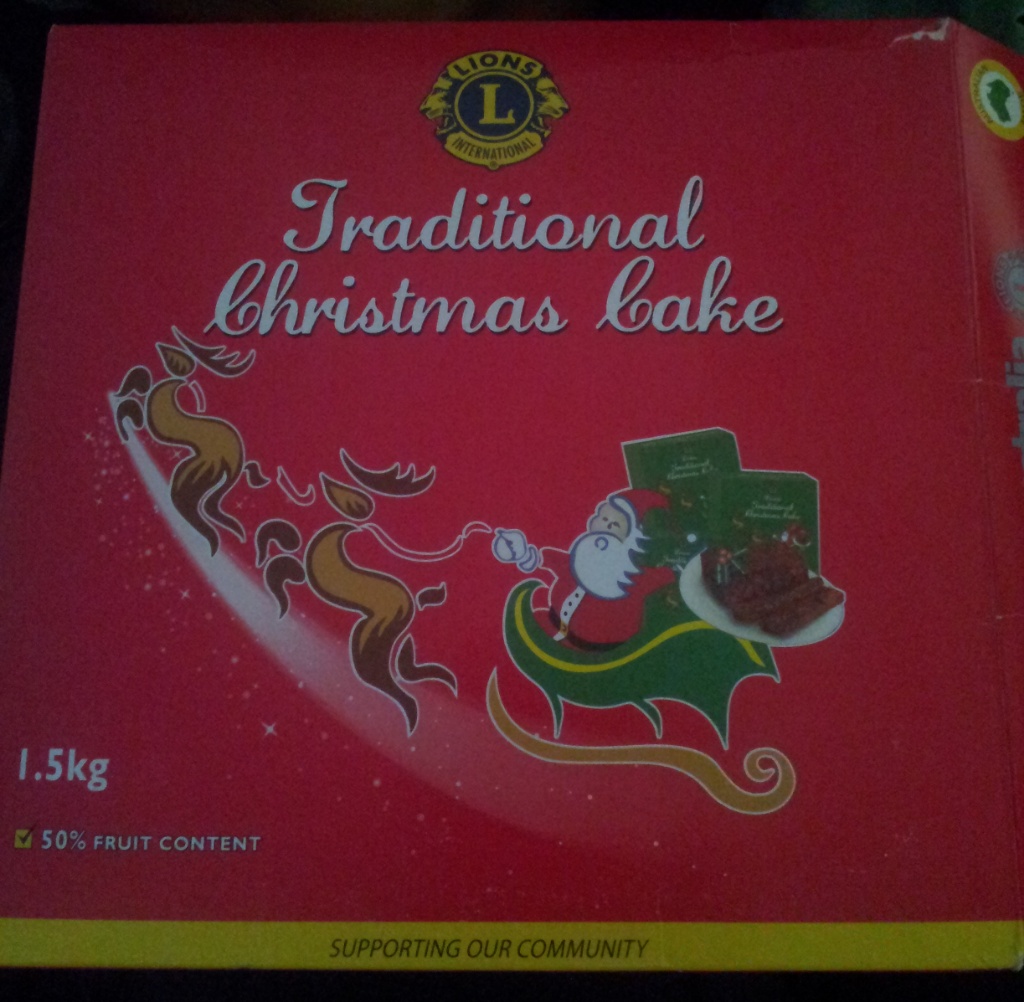 LIONS
L
INTERNATIONAL
Traditional
Christmas Cake
1.5kg
50% FRUIT CONTENT
SUPPORTING OUR COMMUNITY